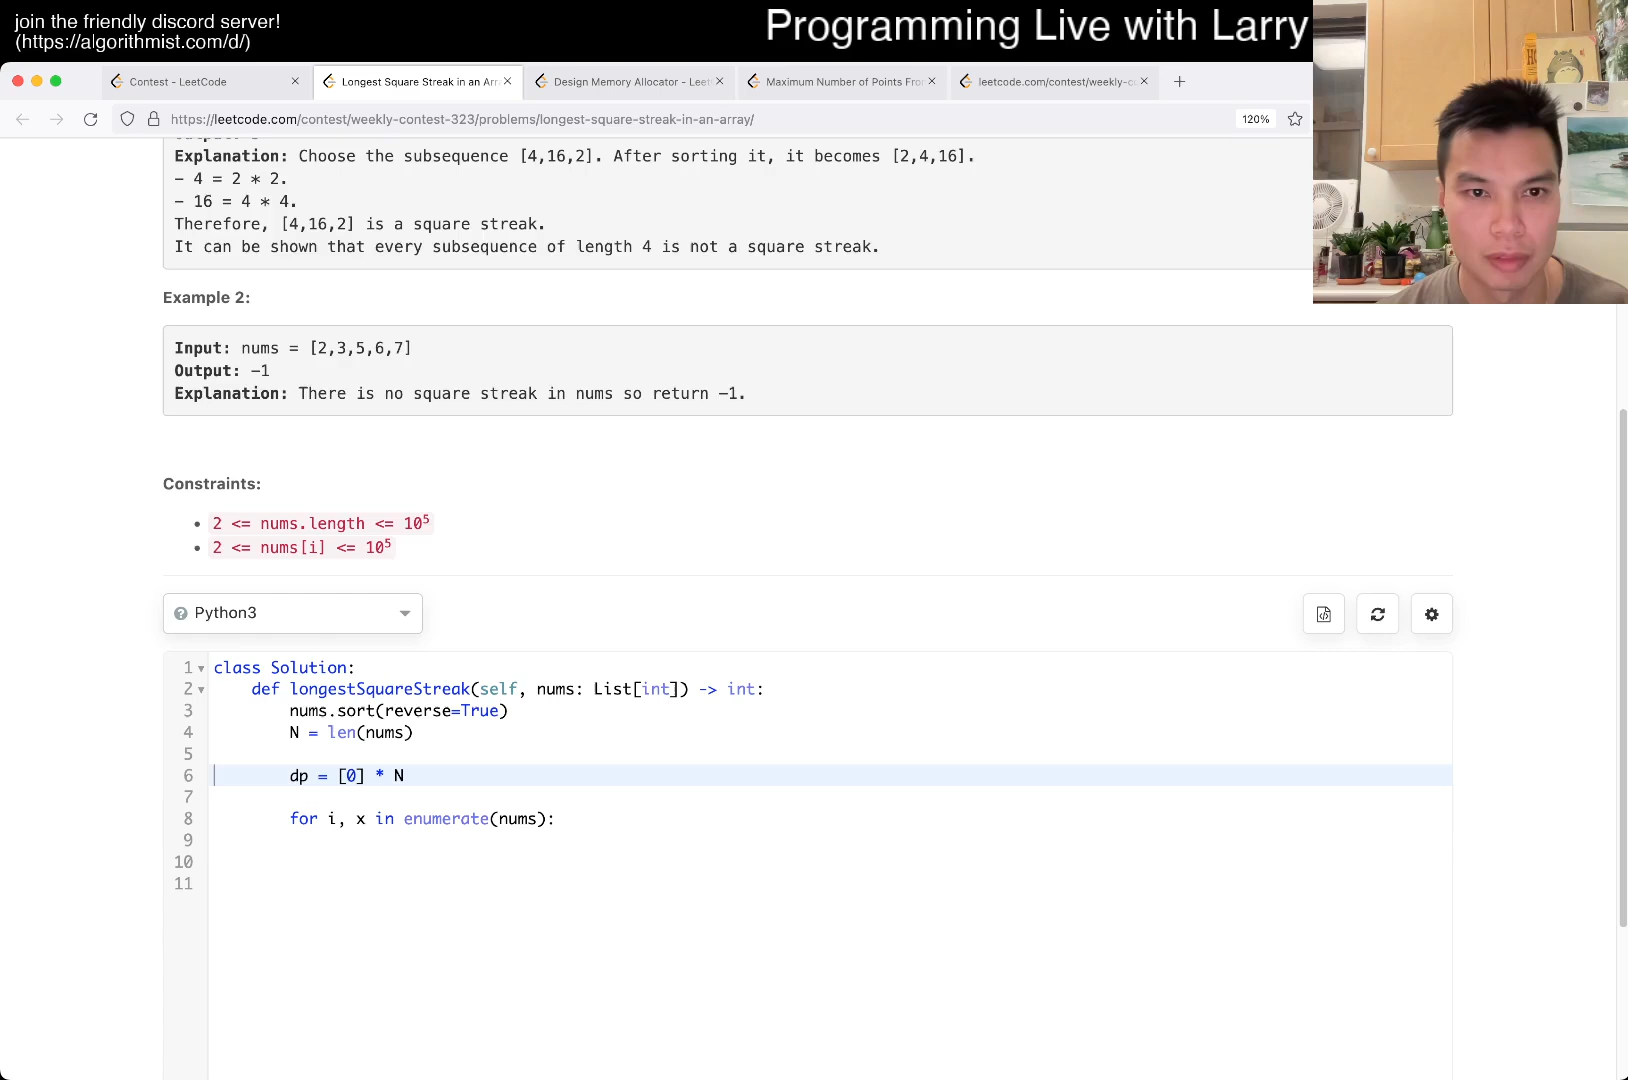 join the friendly discord server!
(https://algorithmist.com/d/)
Programming Live with Larry
Contest - LeetCode
Longest Square Streak in an Arr
Design Memory Allocator - Leet
Maximum Number of Points Fro
leetcode.com/contest/weekly-c
https://leetcode.com/contest/weekly-contest-323/problems/longest-square-streak-in-an-array/
120%
Explanation: Choose the subsequence [4,16,2]. After sorting it, it becomes [2,4,16].
- 4 = 2 * 2.
- 16 = 4 * 4.
Therefore, [4,16,2] is a square streak.
It can be shown that every subsequence of length 4 is not a square streak.
Example 2:
Input: nums = [2,3,5,6,7]
Output: -1
Explanation: There is no square streak in nums so return -1.
Constraints:
• 2 <= nums.length <= 10⁵
• 2 <= nums[i] <= 10⁵
Python3
1 class Solution:
2     def longestSquareStreak(self, nums: List[int]) -> int:
3         nums.sort(reverse=True)
4         N = len(nums)
5
6         dp = [0] * N
7
8         for i, x in enumerate(nums):
9
10
11